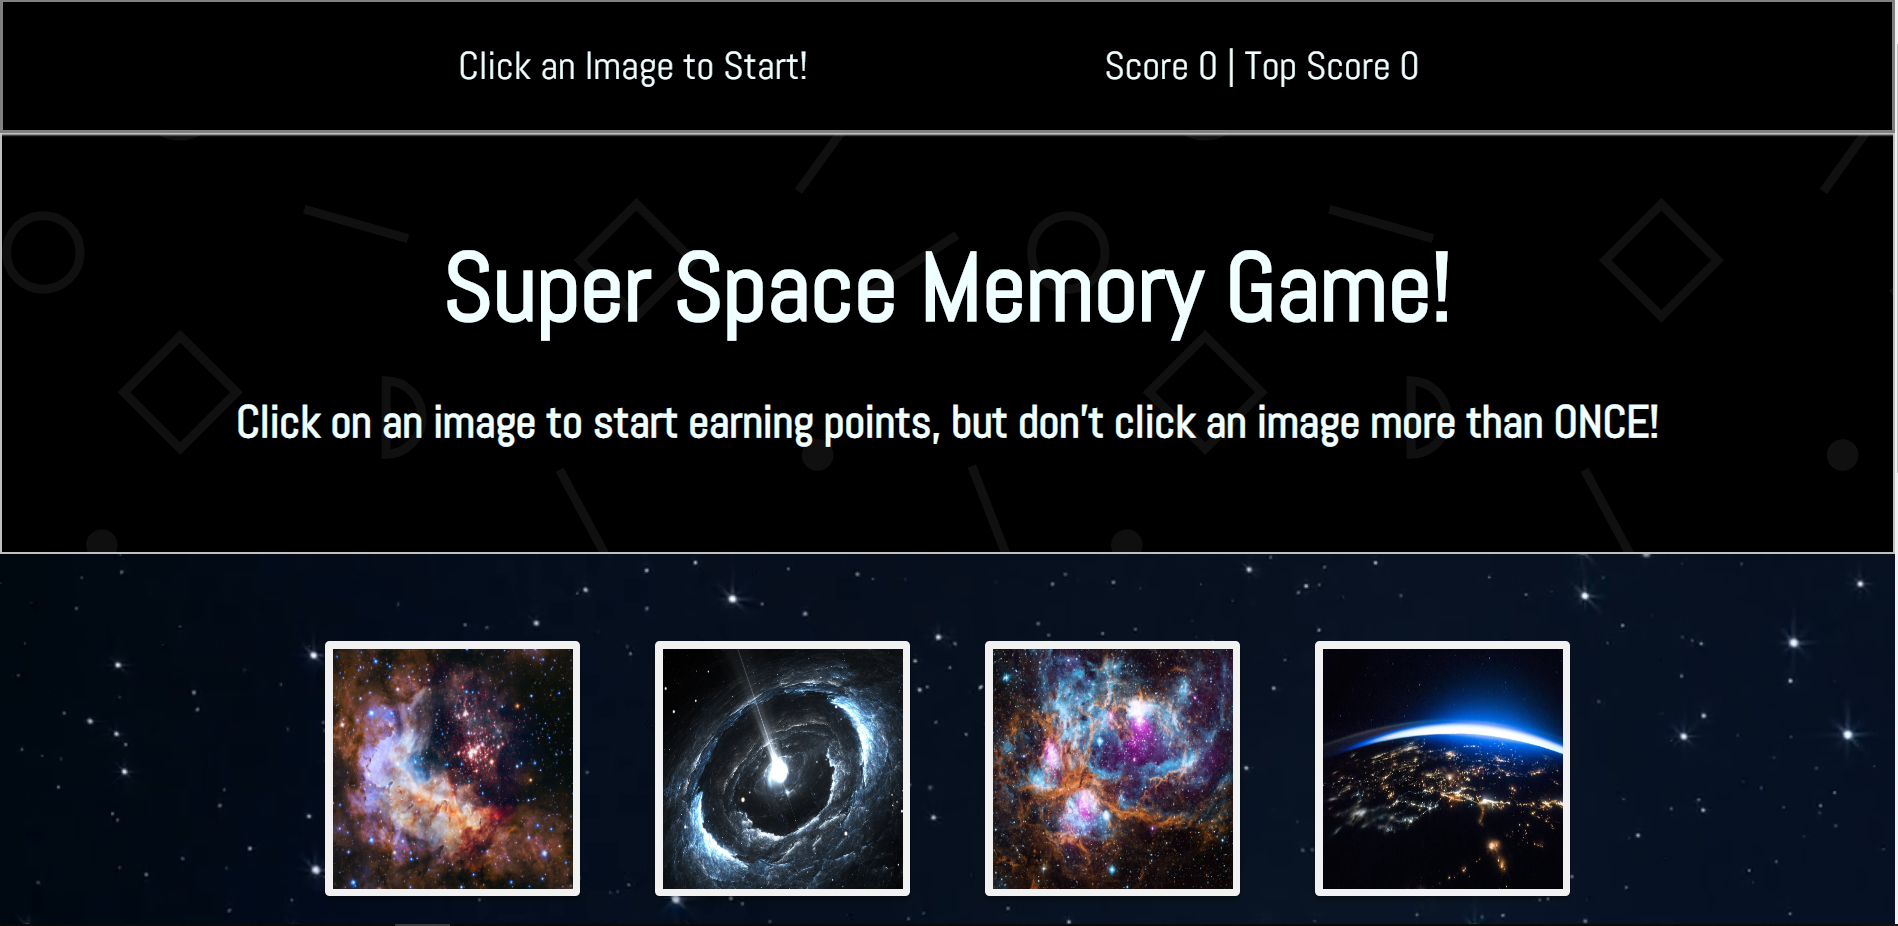 Click an Image to Start!
Score 0 | Top Score 0
Super Space Memory Game!
Click on an image to start earning points, but don't click an image more than ONCE!